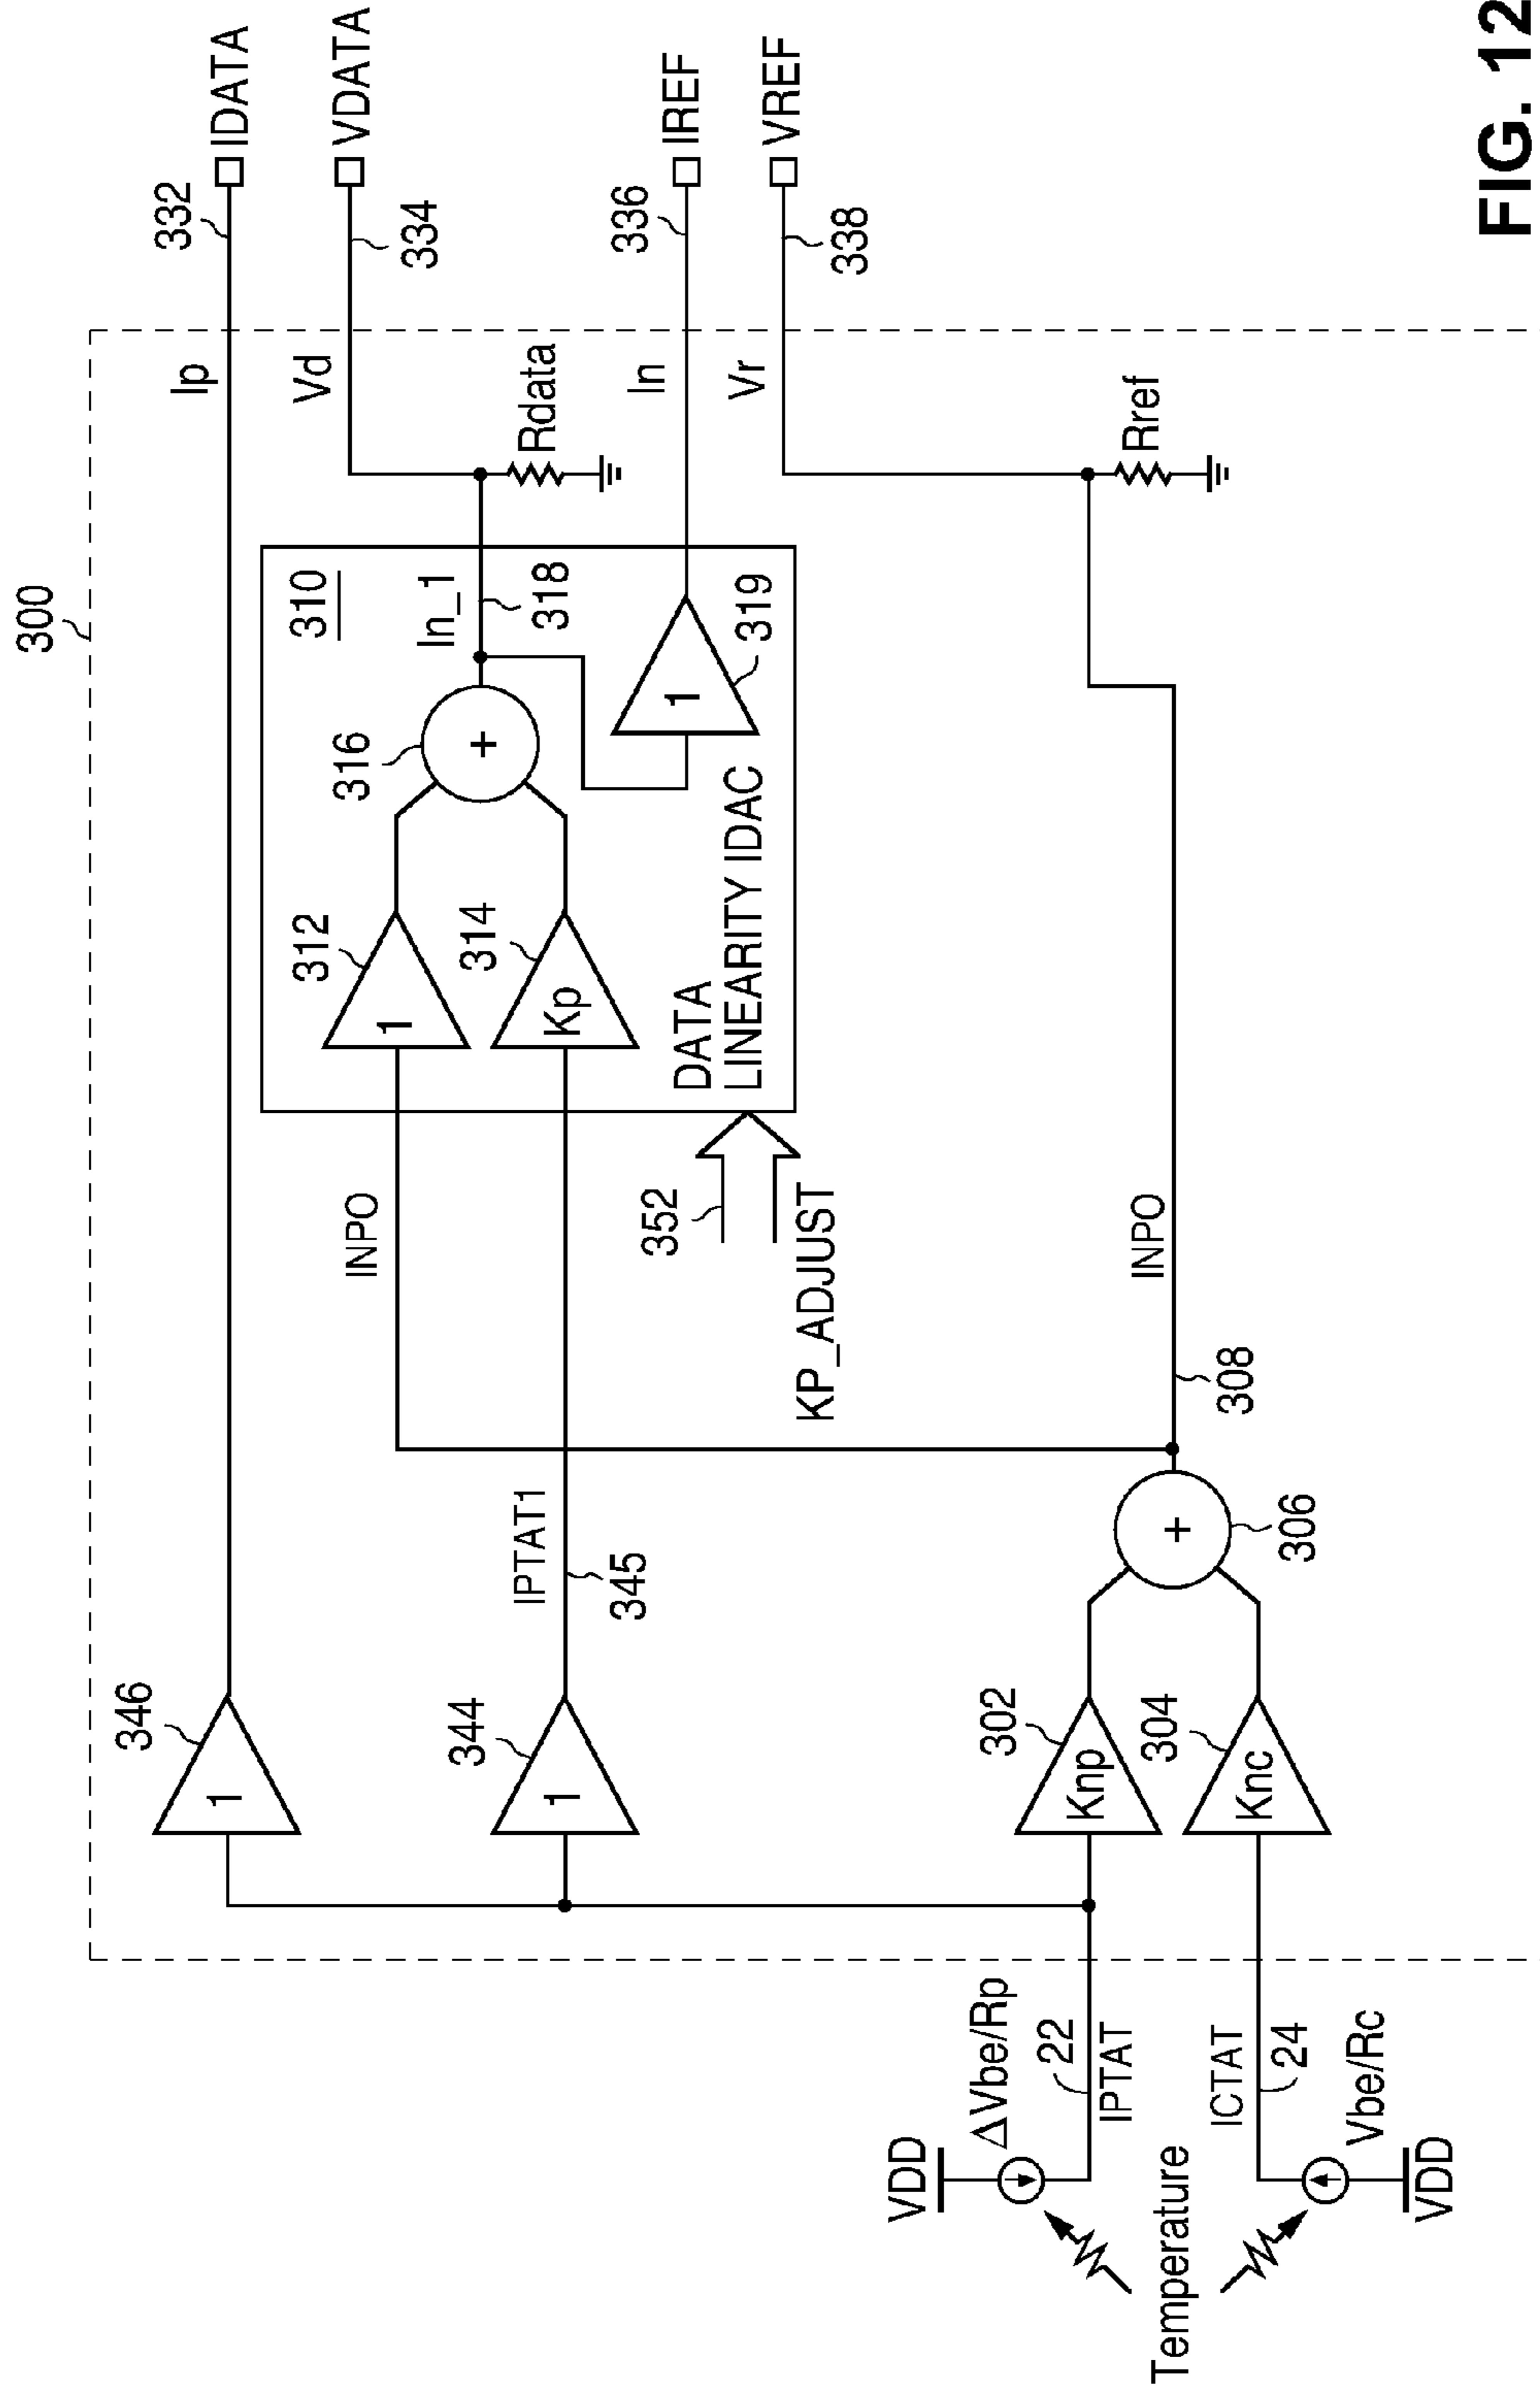 300
346
1
Ip
332
IDATA
344
1
IPTAT1
345
INPO
310
312
1
314
Kp
316
+
In_1
318
319
1
DATA
LINEARITY IDAC
352
KP_ADJUST
Vd
334
VDATA
Rdata
In
336
IREF
Vr
338
VREF
Rref
VDD
ΔVbe/Rp
22
IPTAT
Temperature
ICTAT
24
Vbe/Rc
VDD
302
Knp
304
Knc
+
306
308
INPO
FIG. 12